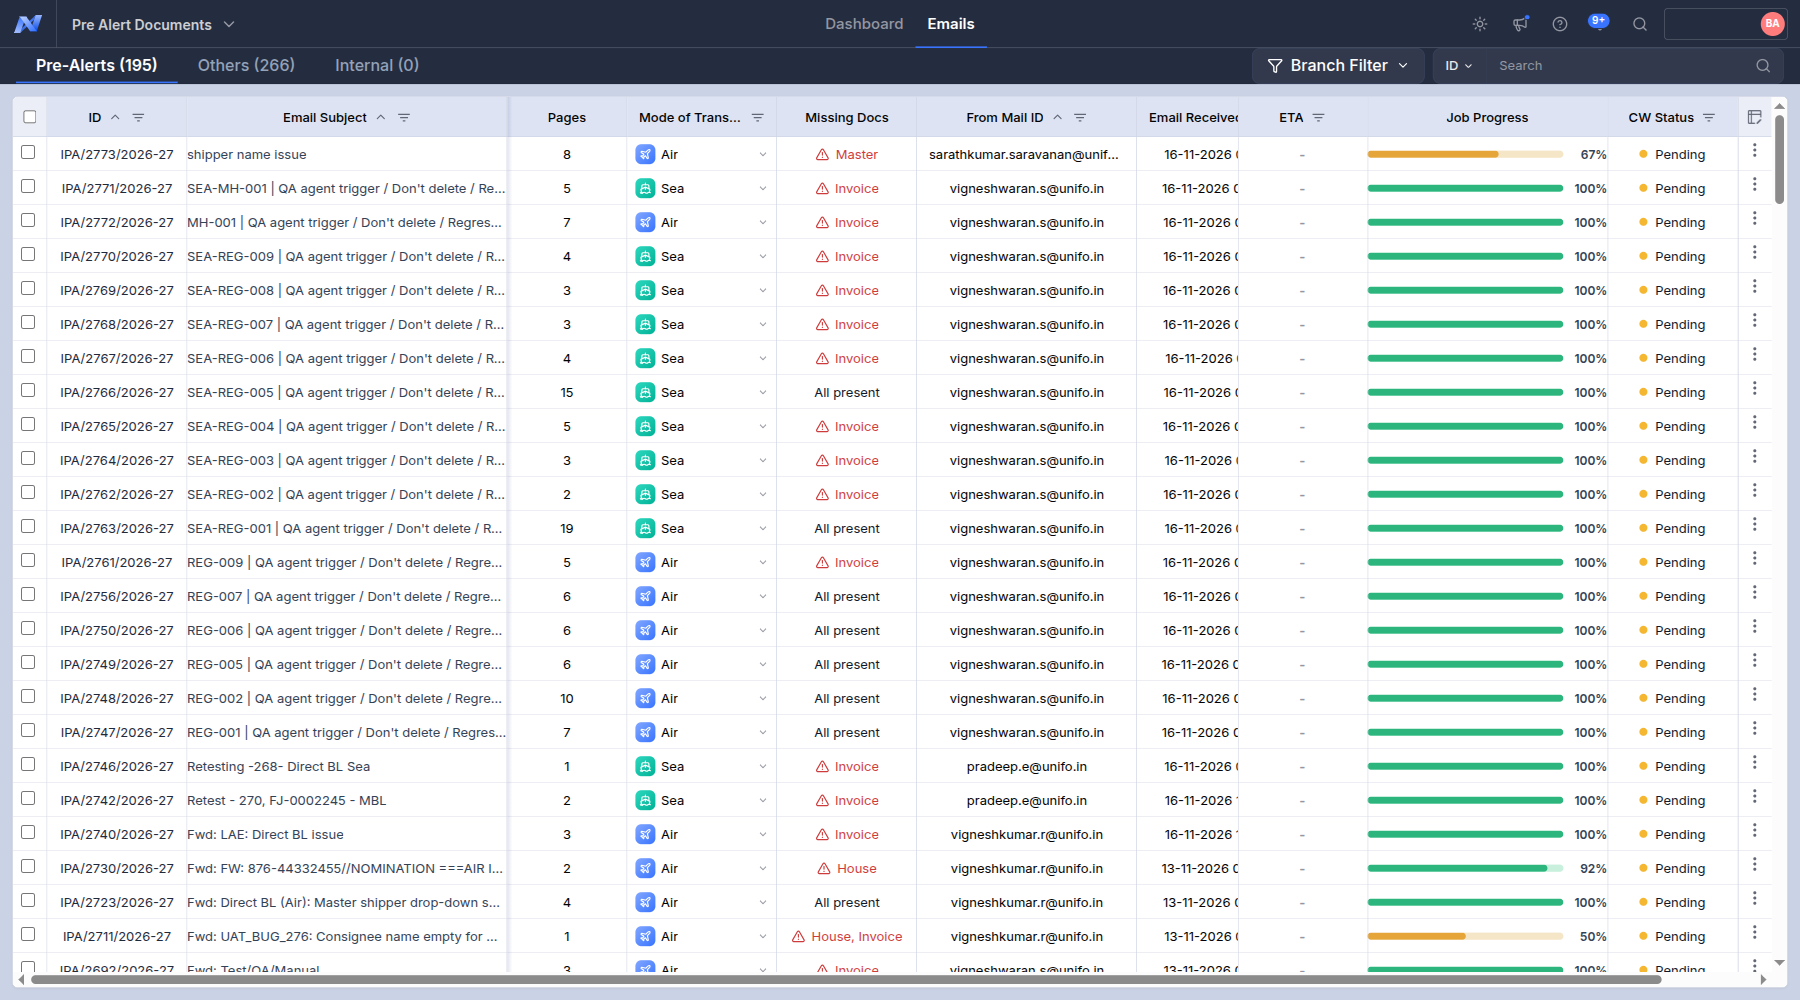 Pre Alert Documents Dashboard Emails 9+ BA
Pre-Alerts (195) Others (266) Internal (0) Branch Filter ID Search
ID Email Subject Pages Mode of Trans... Missing Docs From Mail ID Email Received ETA Job Progress CW Status
IPA/2773/2026-27 shipper name issue 8 Air Master sarathkumar.saravanan@unif... 16-11-2026 - 67% Pending
IPA/2771/2026-27 SEA-MH-001 | QA agent trigger / Don't delete / Re... 5 Sea Invoice vigneshwaran.s@unifo.in 16-11-2026 - 100% Pending
IPA/2772/2026-27 MH-001 | QA agent trigger / Don't delete / Regres... 7 Air Invoice vigneshwaran.s@unifo.in 16-11-2026 - 100% Pending
IPA/2770/2026-27 SEA-REG-009 | QA agent trigger / Don't delete / R... 4 Sea Invoice vigneshwaran.s@unifo.in 16-11-2026 - 100% Pending
IPA/2769/2026-27 SEA-REG-008 | QA agent trigger / Don't delete / R... 3 Sea Invoice vigneshwaran.s@unifo.in 16-11-2026 - 100% Pending
IPA/2768/2026-27 SEA-REG-007 | QA agent trigger / Don't delete / R... 3 Sea Invoice vigneshwaran.s@unifo.in 16-11-2026 - 100% Pending
IPA/2767/2026-27 SEA-REG-006 | QA agent trigger / Don't delete / R... 4 Sea Invoice vigneshwaran.s@unifo.in 16-11-2026 - 100% Pending
IPA/2766/2026-27 SEA-REG-005 | QA agent trigger / Don't delete / R... 15 Sea All present vigneshwaran.s@unifo.in 16-11-2026 - 100% Pending
IPA/2765/2026-27 SEA-REG-004 | QA agent trigger / Don't delete / R... 5 Sea Invoice vigneshwaran.s@unifo.in 16-11-2026 - 100% Pending
IPA/2764/2026-27 SEA-REG-003 | QA agent trigger / Don't delete / R... 3 Sea Invoice vigneshwaran.s@unifo.in 16-11-2026 - 100% Pending
IPA/2762/2026-27 SEA-REG-002 | QA agent trigger / Don't delete / R... 2 Sea Invoice vigneshwaran.s@unifo.in 16-11-2026 - 100% Pending
IPA/2763/2026-27 SEA-REG-001 | QA agent trigger / Don't delete / R... 19 Sea All present vigneshwaran.s@unifo.in 16-11-2026 - 100% Pending
IPA/2761/2026-27 REG-009 | QA agent trigger / Don't delete / Regre... 5 Air Invoice vigneshwaran.s@unifo.in 16-11-2026 - 100% Pending
IPA/2756/2026-27 REG-007 | QA agent trigger / Don't delete / Regre... 6 Air All present vigneshwaran.s@unifo.in 16-11-2026 - 100% Pending
IPA/2750/2026-27 REG-006 | QA agent trigger / Don't delete / Regre... 6 Air All present vigneshwaran.s@unifo.in 16-11-2026 - 100% Pending
IPA/2749/2026-27 REG-005 | QA agent trigger / Don't delete / Regre... 6 Air All present vigneshwaran.s@unifo.in 16-11-2026 - 100% Pending
IPA/2748/2026-27 REG-002 | QA agent trigger / Don't delete / Regre... 10 Air All present vigneshwaran.s@unifo.in 16-11-2026 - 100% Pending
IPA/2747/2026-27 REG-001 | QA agent trigger / Don't delete / Regres... 7 Air All present vigneshwaran.s@unifo.in 16-11-2026 - 100% Pending
IPA/2746/2026-27 Retesting -268- Direct BL Sea 1 Sea Invoice pradeep.e@unifo.in 16-11-2026 - 100% Pending
IPA/2742/2026-27 Retest - 270, FJ-0002245 - MBL 2 Sea Invoice pradeep.e@unifo.in 16-11-2026 - 100% Pending
IPA/2740/2026-27 Fwd: LAE: Direct BL issue 3 Air Invoice vigneshkumar.r@unifo.in 16-11-2026 - 100% Pending
IPA/2730/2026-27 Fwd: FW: 876-44332455//NOMINATION ===AIR I... 2 Air House vigneshkumar.r@unifo.in 13-11-2026 - 92% Pending
IPA/2723/2026-27 Fwd: Direct BL (Air): Master shipper drop-down s... 4 Air All present vigneshkumar.r@unifo.in 13-11-2026 - 100% Pending
IPA/2711/2026-27 Fwd: UAT_BUG_276: Consignee name empty for ... 1 Air House, Invoice vigneshkumar.r@unifo.in 13-11-2026 - 50% Pending
IPA/2692/2026-27 Fwd: Test/QA/Manual 3 Air Invoice vigneshwaran.s@unifo.in 13-11-2026 - 100% Pending